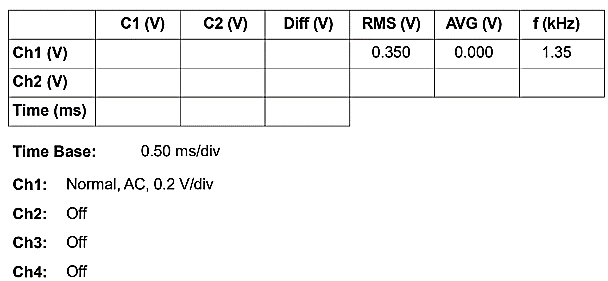 C1 (V) C2 (V) Diff (V) RMS (V) AVG (V) f (kHz)
Ch1 (V) 0.350 0.000 1.35
Ch2 (V)
Time (ms)
Time Base: 0.50 ms/div
Ch1: Normal, AC, 0.2 V/div
Ch2: Off
Ch3: Off
Ch4: Off